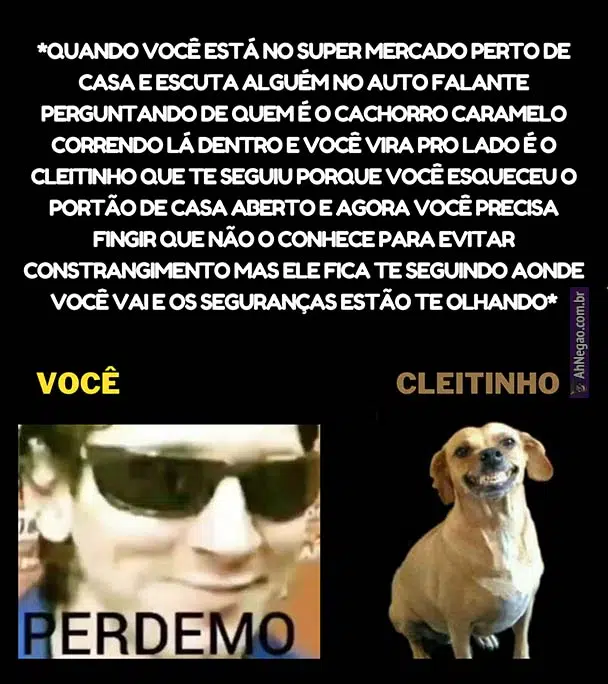 *QUANDO VOCÊ ESTÁ NO SUPER MERCADO PERTO DE
CASA E ESCUTA ALGUÉM NO AUTO FALANTE
PERGUNTANDO DE QUEM É O CACHORRO CARAMELO
CORRENDO LÁ DENTRO E VOCÊ VIRA PRO LADO É O
CLEITINHO QUE TE SEGUIU PORQUE VOCÊ ESQUECEU O
PORTÃO DE CASA ABERTO E AGORA VOCÊ PRECISA
FINGIR QUE NÃO O CONHECE PARA EVITAR
CONSTRANGIMENTO MAS ELE FICA TE SEGUINDO AONDE
VOCÊ VAI E OS SEGURANÇAS ESTÃO TE OLHANDO*
AhNegao.com.br
VOCÊ
CLEITINHO
PERDEMO